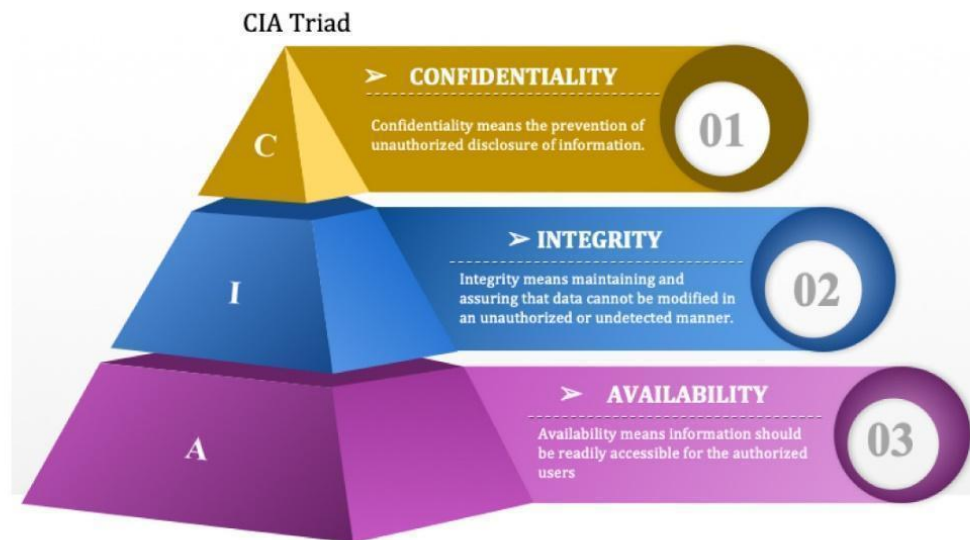 CIA Triad
➢ CONFIDENTIALITY
Confidentiality means the prevention of
unauthorized disclosure of information.
01
C
➢ INTEGRITY
Integrity means maintaining and
assuring that data cannot be modified in
an unauthorized or undetected manner.
02
I
➢ AVAILABILITY
Availability means information should
be readily accessible for the authorized
users
03
A